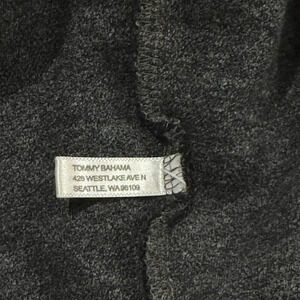 TOMMY BAHAMA
428 WESTLAKE AVE N
SEATTLE, WA 98109